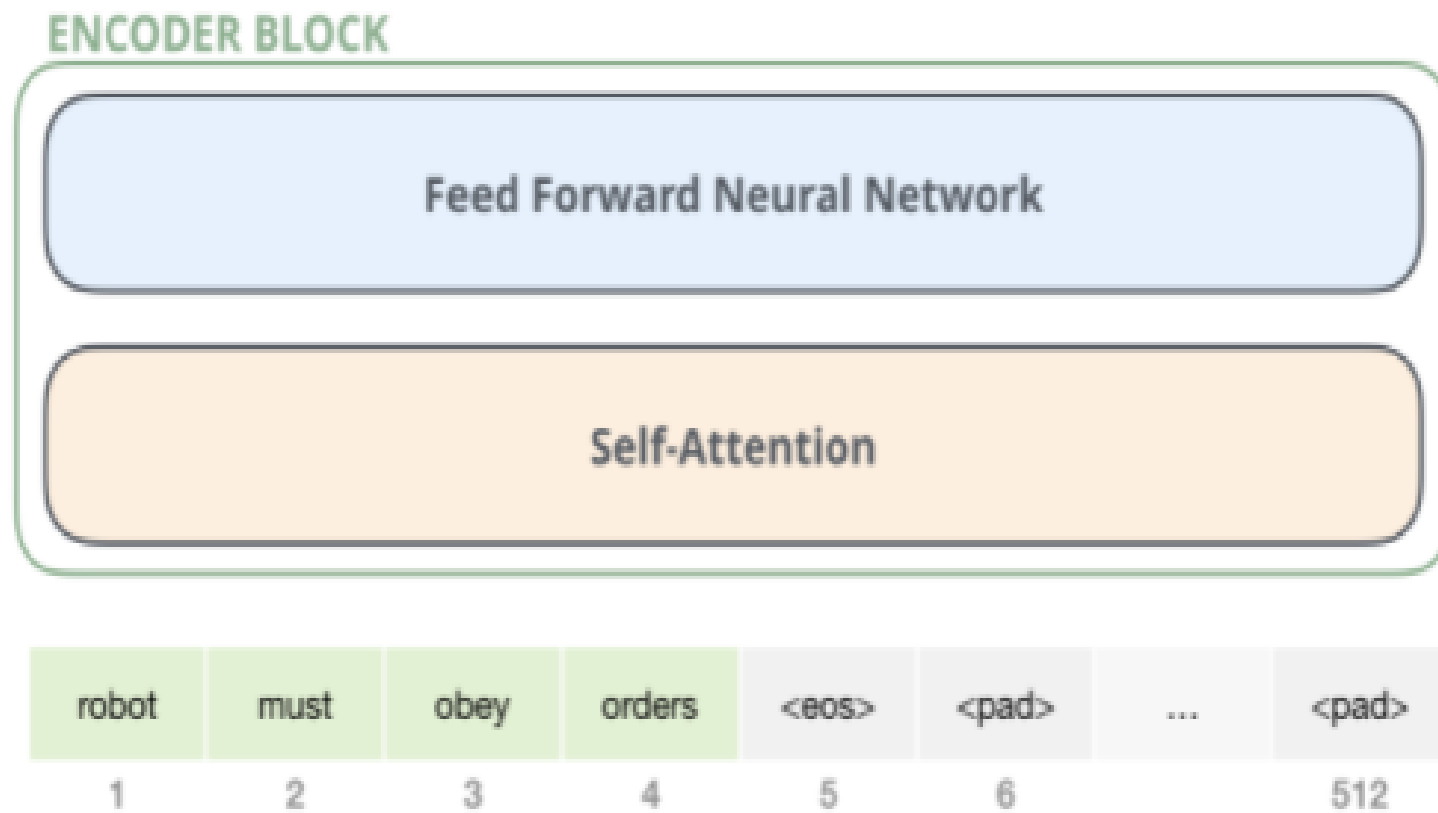 ENCODER BLOCK
Feed Forward Neural Network
Self-Attention
robot must obey orders <eos> <pad> ... <pad>
1 2 3 4 5 6 512